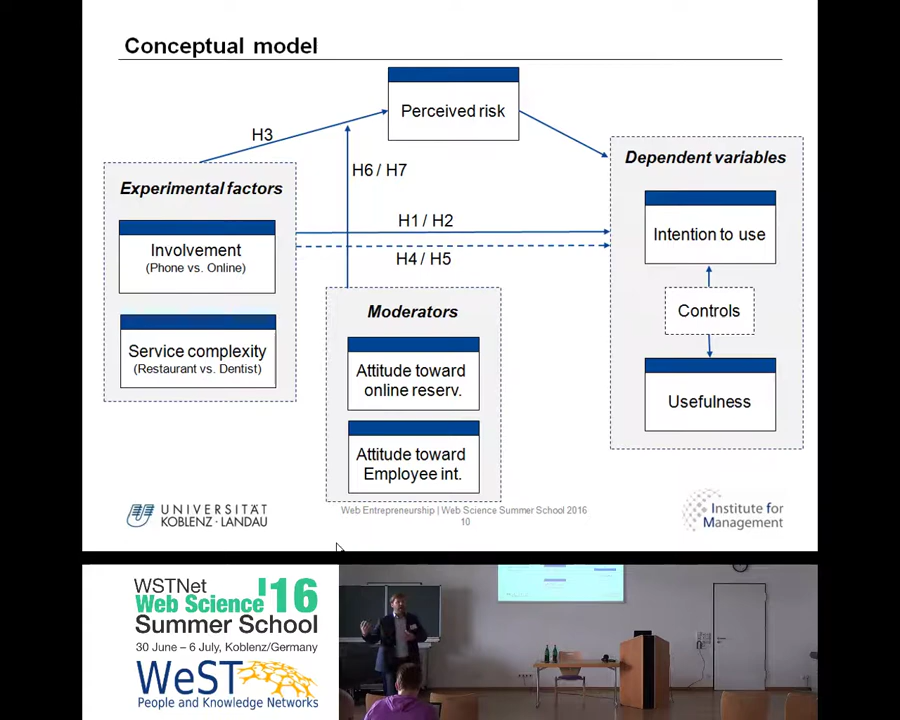 Conceptual model
Perceived risk
H3
H6 / H7
Experimental factors
Involvement
(Phone vs. Online)
Service complexity
(Restaurant vs. Dentist)
H1 / H2
H4 / H5
Moderators
Attitude toward
online reserv.
Attitude toward
Employee int.
Dependent variables
Intention to use
Controls
Usefulness
UNIVERSITÄT
KOBLENZ · LANDAU
Web Entrepreneurship | Web Science Summer School 2016
10
Institute for
Management
WSTNet
Web Science '16
Summer School
30 June – 6 July, Koblenz/Germany
WeST
People and Knowledge Networks